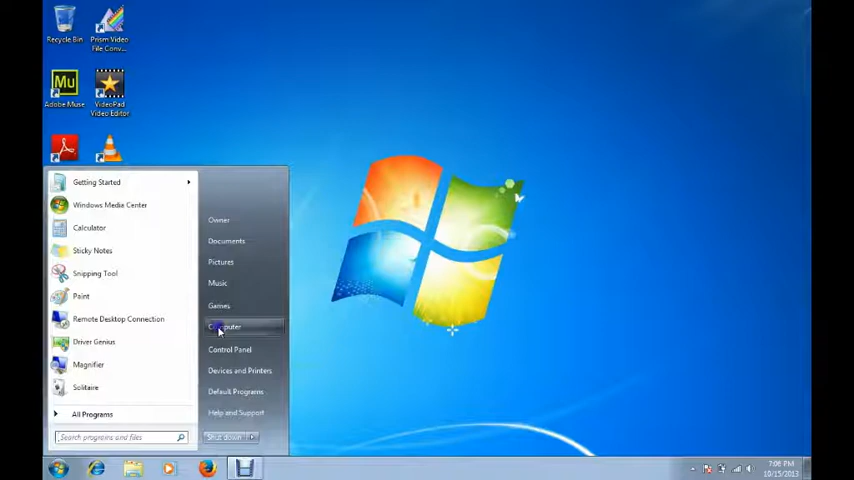 Recycle Bin
Prism Video
File Conv...
Mu
Adobe Muse
VideoPad
Video Editor
Getting Started
Windows Media Center
Calculator
Sticky Notes
Snipping Tool
Paint
Remote Desktop Connection
Driver Genius
Magnifier
Solitaire
All Programs
Search programs and files
Owner
Documents
Pictures
Music
Games
Computer
Control Panel
Devices and Printers
Default Programs
Help and Support
Shut down
7:06 PM
10/15/2013